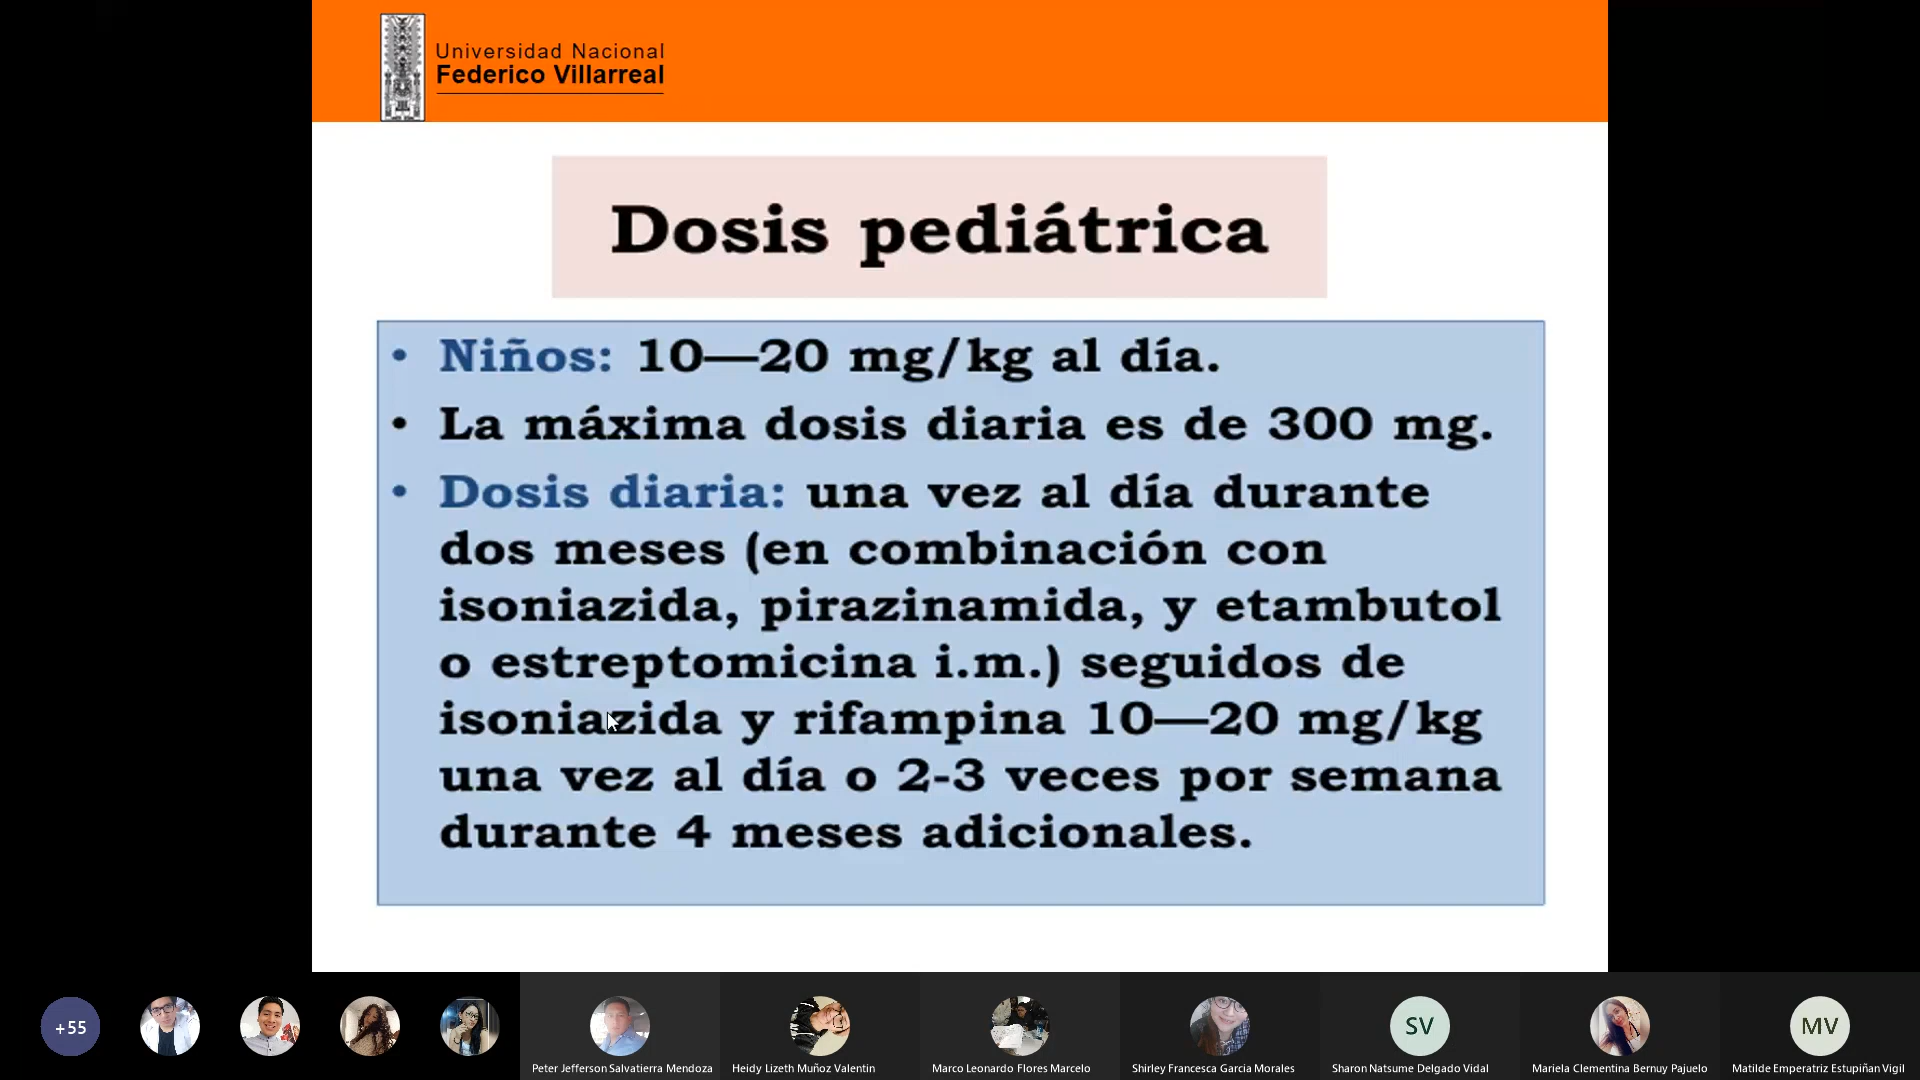 Universidad Nacional
Federico Villarreal
Dosis pediátrica
• Niños: 10—20 mg/kg al día.
• La máxima dosis diaria es de 300 mg.
• Dosis diaria: una vez al día durante
dos meses (en combinación con
isoniazida, pirazinamida, y etambutol
o estreptomicina i.m.) seguidos de
isoniazida y rifampina 10—20 mg/kg
una vez al día o 2-3 veces por semana
durante 4 meses adicionales.
+55
SV
MV
Peter Jefferson Salvatierra Mendoza
Heidy Lizeth Muñoz Valentin
Marco Leonardo Flores Marcelo
Shirley Francesca Garcia Morales
Sharon Natsume Delgado Vidal
Mariela Clementina Bernuy Pajuelo
Matilde Emperatriz Estupiñan Vigil